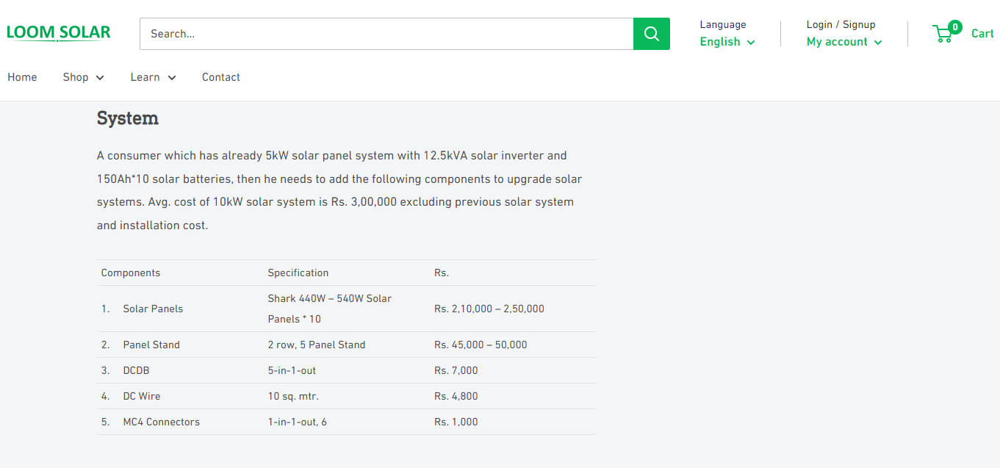 LOOM SOLAR
Search...
Language
English
Login / Signup
My account
0
Cart
Home
Shop
Learn
Contact
System
A consumer which has already 5kW solar panel system with 12.5kVA solar inverter and
150Ah*10 solar batteries, then he needs to add the following components to upgrade solar
systems. Avg. cost of 10kW solar system is Rs. 3,00,000 excluding previous solar system
and installation cost.
Components Specification Rs.
1. Solar Panels Shark 440W – 540W Solar Rs. 2,10,000 – 2,50,000
Panels * 10
2. Panel Stand 2 row, 5 Panel Stand Rs. 45,000 – 50,000
3. DCDB 5-in-1-out Rs. 7,000
4. DC Wire 10 sq. mtr. Rs. 4,800
5. MC4 Connectors 1-in-1-out, 6 Rs. 1,000